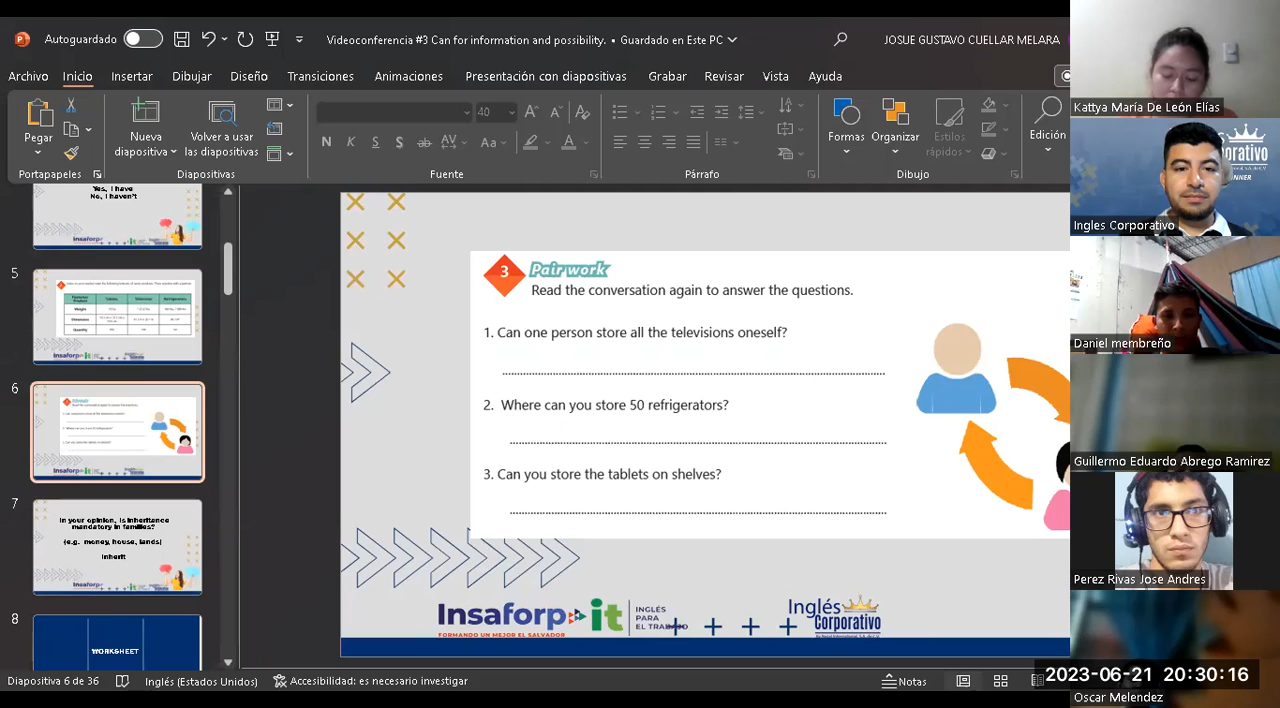 Autoguardado
Videoconferencia #3 Can for information and possibility. • Guardado en Este PC
JOSUE GUSTAVO CUELLAR MELARA
Archivo Inicio Insertar Dibujar Diseño Transiciones Animaciones Presentación con diapositivas Grabar Revisar Vista Ayuda
Pegar
Nueva diapositiva
Volver a usar las diapositivas
40
N K S S ab AV Aa A
Formas
Organizar
Estilos rápidos
Edición
Portapapeles
Diapositivas
Fuente
Párrafo
Dibujo
Yes, I have
No, I haven't
5
6
7
In your opinion, is inheritance
mandatory in families?
(e.g. money, house, lands)
Inherit
8
WORKSHEET
3 Pair work
Read the conversation again to answer the questions.
1. Can one person store all the televisions oneself?
2. Where can you store 50 refrigerators?
3. Can you store the tablets on shelves?
Insaforp it
FORMANDO UN MEJOR EL SALVADOR
INGLÉS
PARA
EL TRABAJO
Inglés
Corporativo
Diapositiva 6 de 36
Inglés (Estados Unidos)
Accesibilidad: es necesario investigar
Notas
Kattya María De León Elías
Ingles Corporativo
Daniel membreño
Guillermo Eduardo Abrego Ramirez
Perez Rivas Jose Andres
2023-06-21 20:30:16
Oscar Melendez